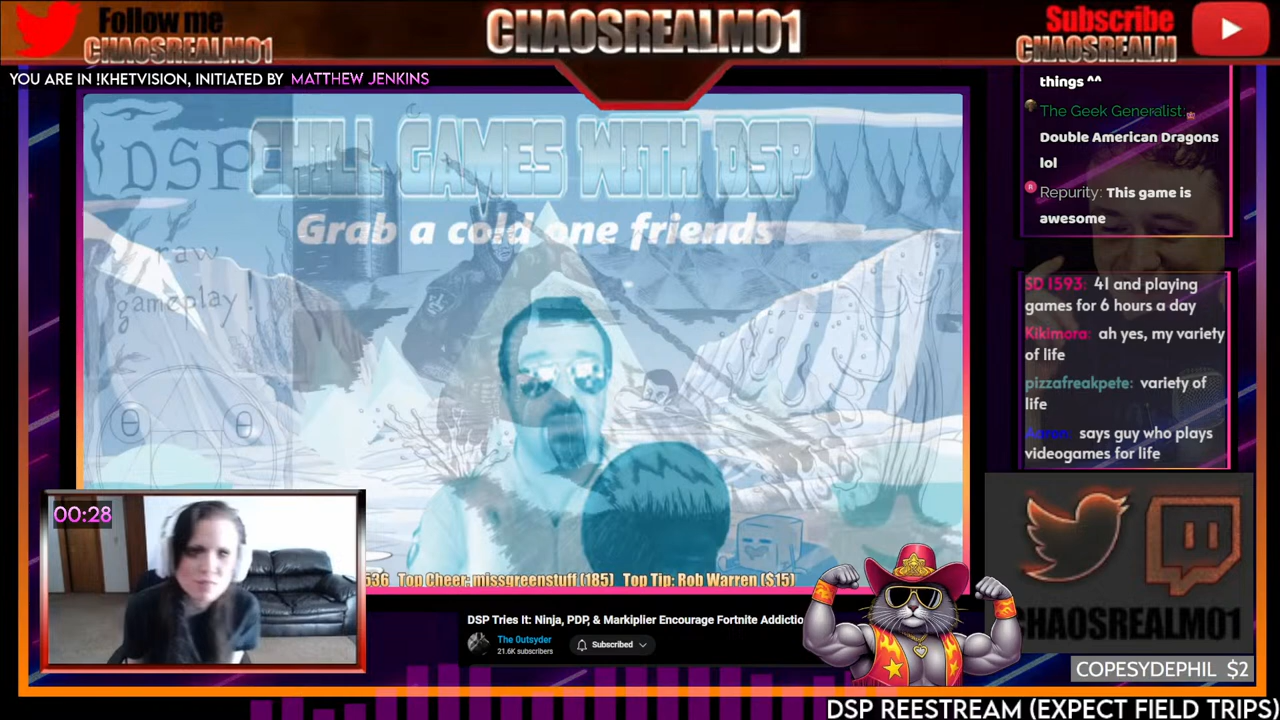 Follow me
CHAOSREALM01
CHAOSREALM01
Subscribe
CHAOSREALM
YOU ARE IN !KHETVISION, INITIATED BY MATTHEW JENKINS
things ^^
The Geek Generalist:
Double American Dragons
lol
Repurity: This game is
awesome
CHILL GAMES WITH DSP
Grab a cold one friends
DSP
raw
gameplay!
SD 1593: 41 and playing
games for 6 hours a day
Kikimora: ah yes, my variety
of life
pizzafreakpete: variety of
life
Aaron: says guy who plays
videogames for life
00:28
536 Top Cheer: missgreenstuff (185) Top Tip: Rob Warren ($15)
DSP Tries It: Ninja, PDP, & Markiplier Encourage Fortnite Addictio
The 0utsyder
21.6K subscribers
Subscribed
CHAOSREALM01
COPESYDEPHIL $2
DSP REESTREAM (EXPECT FIELD TRIPS)